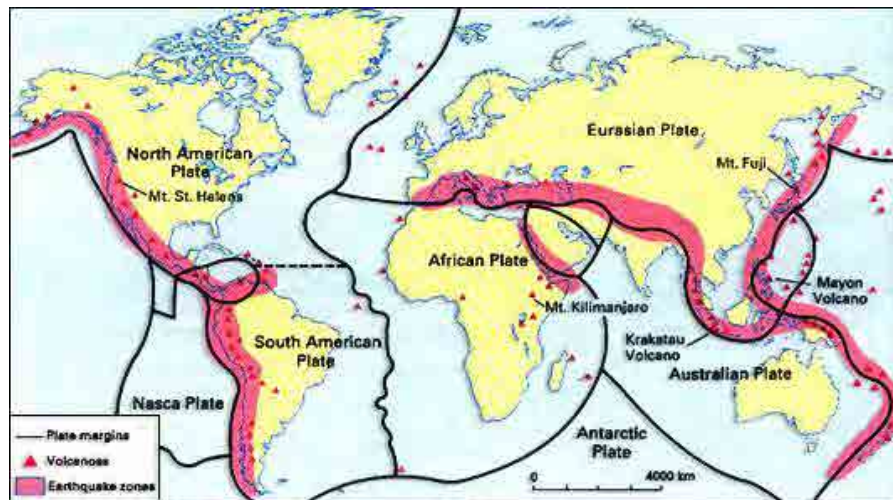 North American
Plate
Mt. St. Helens
Eurasian Plate
Mt. Fuji
African Plate
Mayon
Volcano
Mt. Kilimanjaro
South American
Plate
Krakatau
Volcano
Australian Plate
Nasca Plate
Antarctic
Plate
Plate margins
Volcanoes
Earthquake zones
0 4000 km